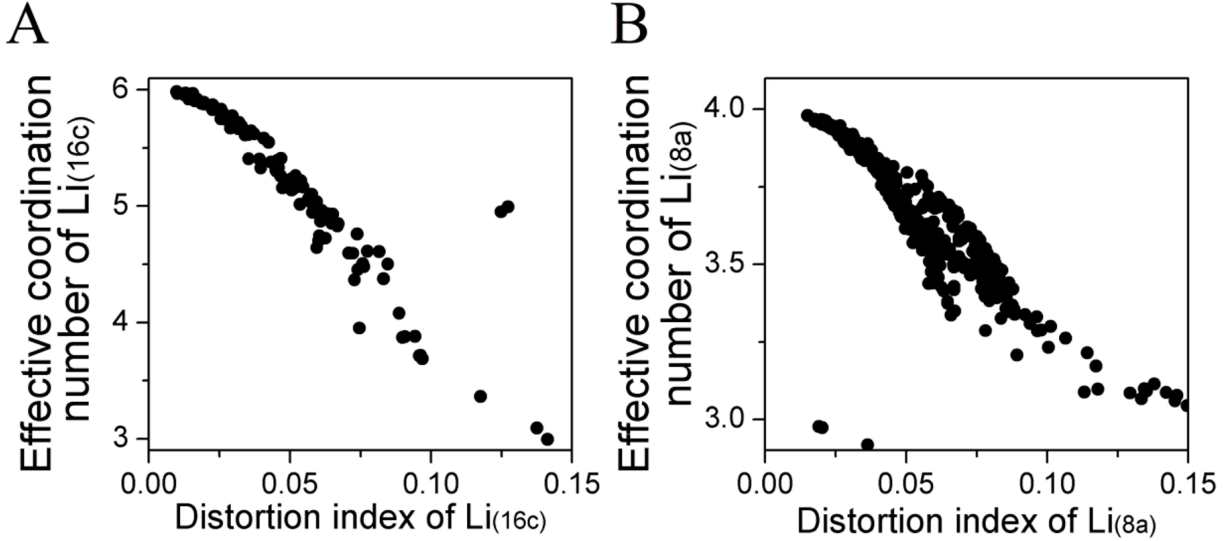 A
Effective coordination
number of Li(16c)
6
5
4
3
0.00 0.05 0.10 0.15
Distortion index of Li(16c)
B
Effective coordination
number of Li(8a)
4.0
3.5
3.0
0.00 0.05 0.10 0.15
Distortion index of Li(8a)